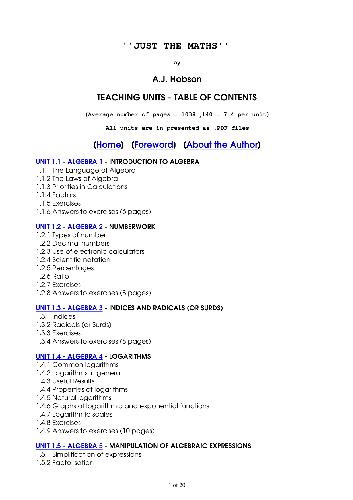 ''JUST THE MATHS''
by
A.J. Hobson
TEACHING UNITS - TABLE OF CONTENTS
(Average number of pages = 1038 ÷ 140 = 7.4 per unit)
All units are in presented as .PDF files
(Home) (Foreword) (About the Author)
UNIT 1.1 - ALGEBRA 1 - INTRODUCTION TO ALGEBRA
1.1.1 The Language of Algebra
1.1.2 The Laws of Algebra
1.1.3 Priorities in Calculations
1.1.4 Factors
1.1.5 Exercises
1.1.6 Answers to exercises (6 pages)
UNIT 1.2 - ALGEBRA 2 - NUMBERWORK
1.2.1 Types of number
1.2.2 Decimal numbers
1.2.3 Use of electronic calculators
1.2.4 Scientific notation
1.2.5 Percentages
1.2.6 Ratio
1.2.7 Exercises
1.2.8 Answers to exercises (8 pages)
UNIT 1.3 - ALGEBRA 3 - INDICES AND RADICALS (OR SURDS)
1.3.1 Indices
1.3.2 Radicals (or Surds)
1.3.3 Exercises
1.3.4 Answers to exercises (8 pages)
UNIT 1.4 - ALGEBRA 4 - LOGARITHMS
1.4.1 Common logarithms
1.4.2 Logarithms in general
1.4.3 Useful Results
1.4.4 Properties of logarithms
1.4.5 Natural logarithms
1.4.6 Graphs of logarithmic and exponential functions
1.4.7 Logarithmic scales
1.4.8 Exercises
1.4.9 Answers to exercises (10 pages)
UNIT 1.5 - ALGEBRA 5 - MANIPULATION OF ALGEBRAIC EXPRESSIONS
1.5.1 Simplification of expressions
1.5.2 Factorisation
1 of 20